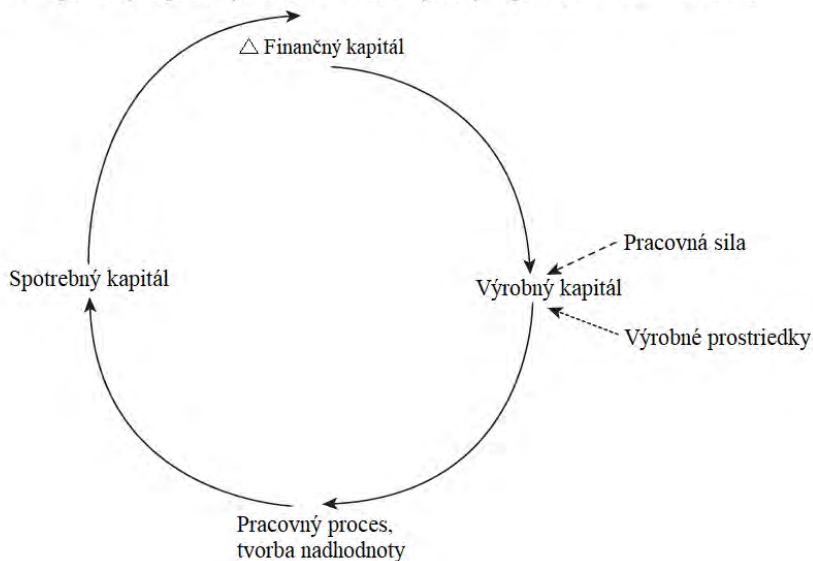 △ Finančný kapitál
Pracovná sila
Spotrebný kapitál
Výrobný kapitál
Výrobné prostriedky
Pracovný proces,
tvorba nadhodnoty